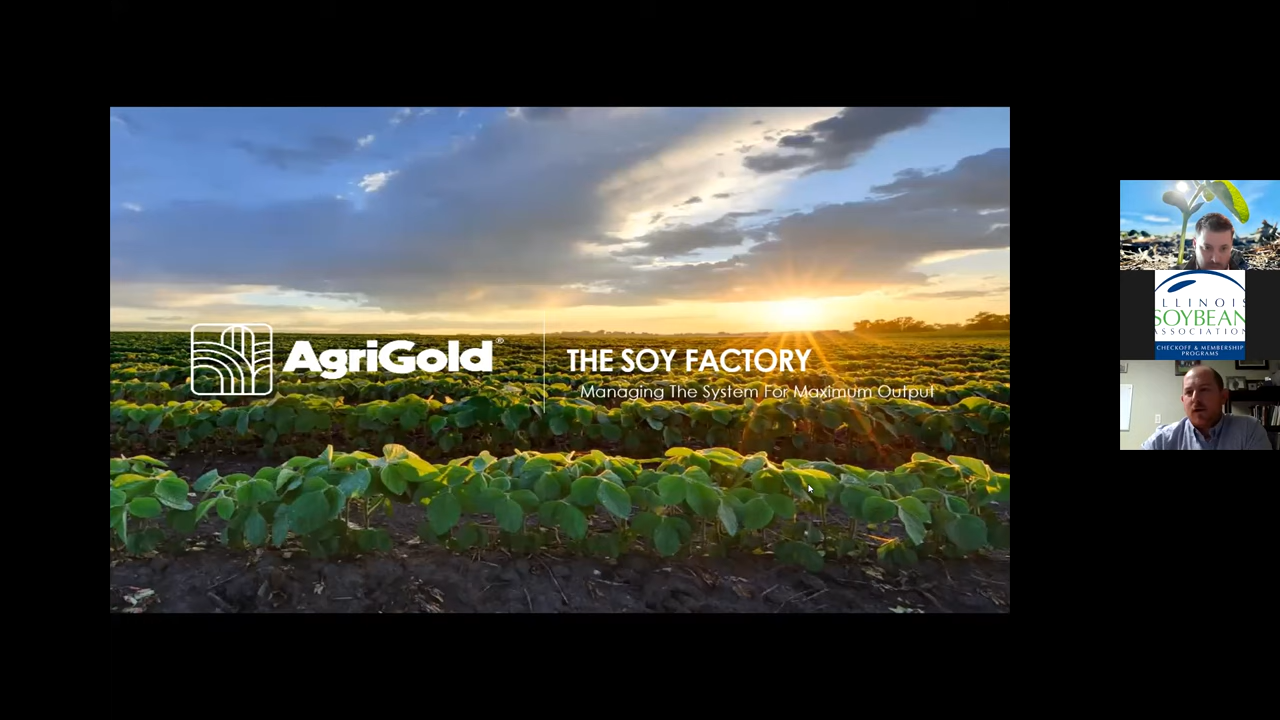 AgriGold®
THE SOY FACTORY
Managing The System For Maximum Output
ILLINOIS
SOYBEAN
ASSOCIATION
CHECKOFF & MEMBERSHIP
PROGRAMS